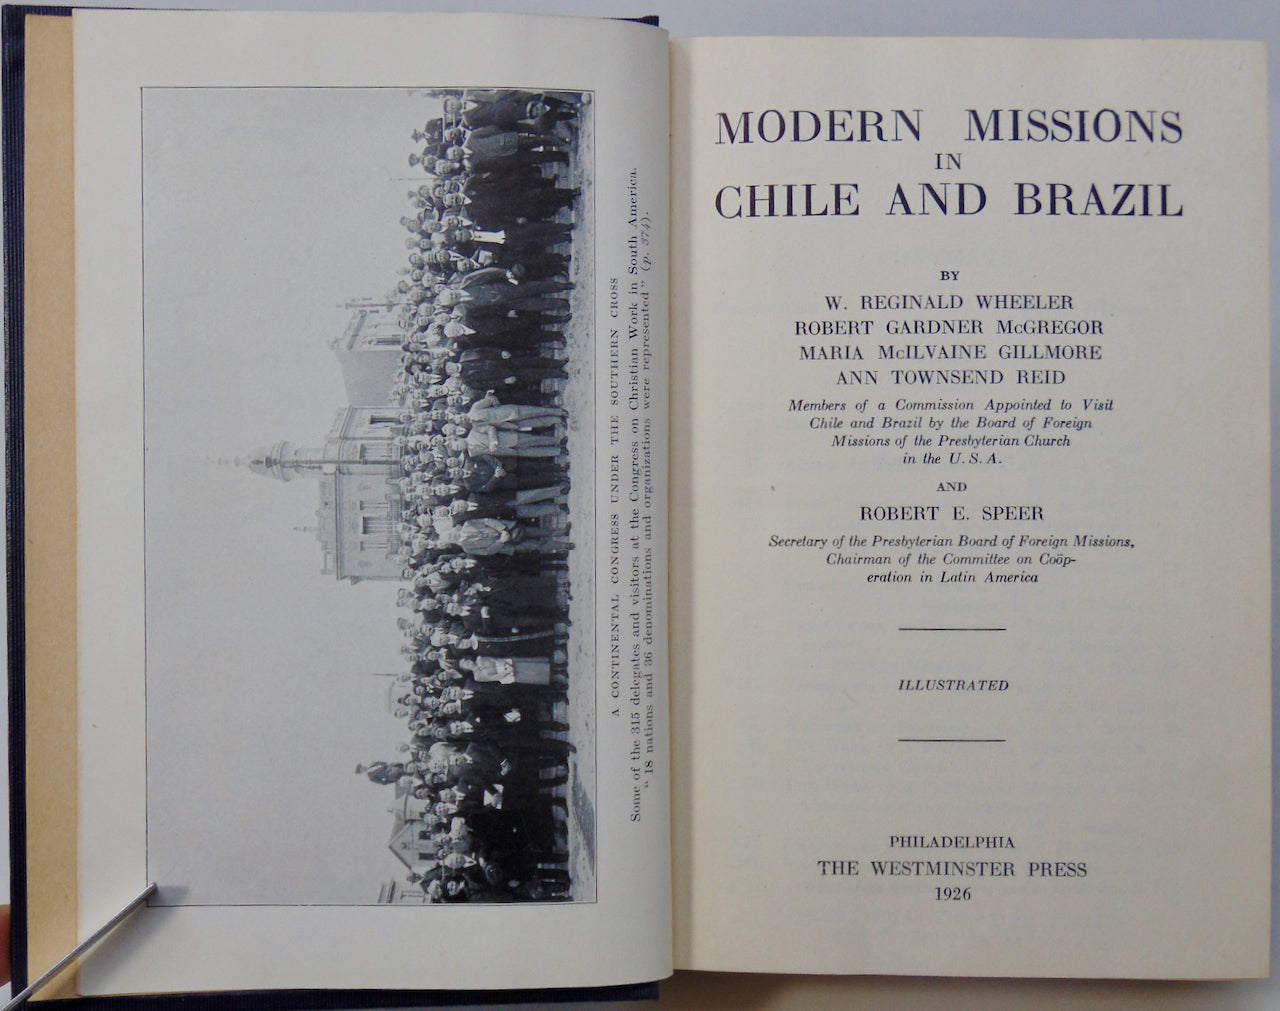 A CONTINENTAL CONGRESS UNDER THE SOUTHERN CROSS
Some of the 315 delegates and visitors at the Congress on Christian Work in South America.
“ 18 nations and 36 denominations and organizations were represented ” (p. 374).
MODERN MISSIONS
IN
CHILE AND BRAZIL
BY
W. REGINALD WHEELER
ROBERT GARDNER McGREGOR
MARIA McILVAINE GILLMORE
ANN TOWNSEND REID
Members of a Commission Appointed to Visit
Chile and Brazil by the Board of Foreign
Missions of the Presbyterian Church
in the U. S. A.
AND
ROBERT E. SPEER
Secretary of the Presbyterian Board of Foreign Missions,
Chairman of the Committee on Coöp-
eration in Latin America
ILLUSTRATED
PHILADELPHIA
THE WESTMINSTER PRESS
1926